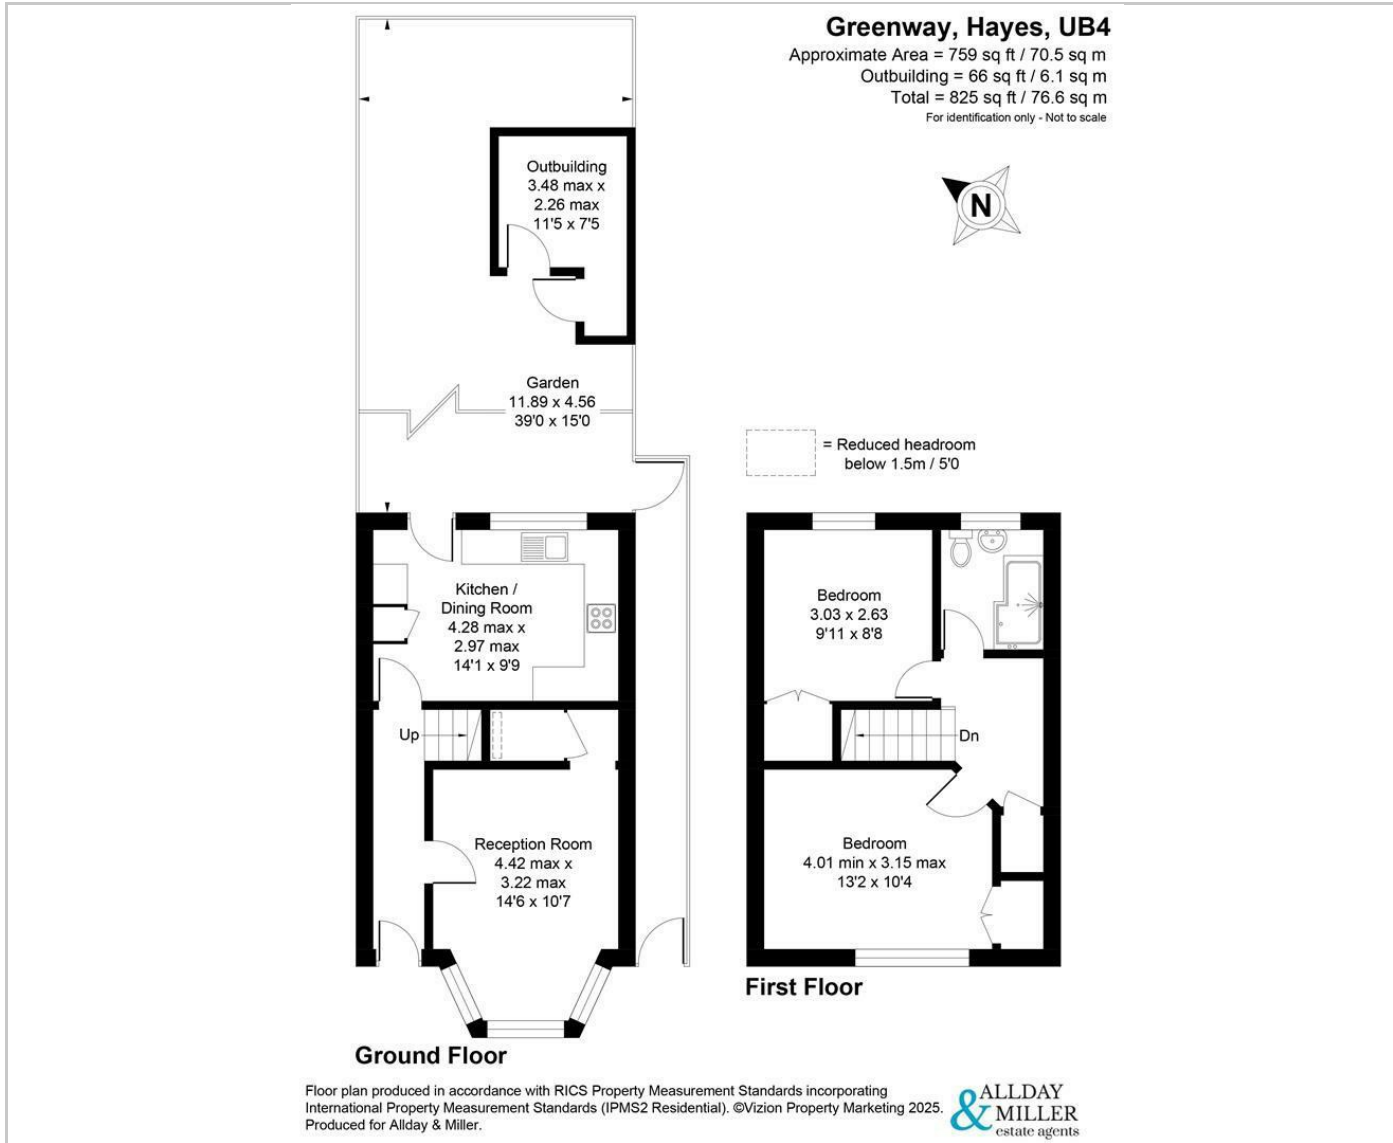 Greenway, Hayes, UB4
Approximate Area = 759 sq ft / 70.5 sq m
Outbuilding = 66 sq ft / 6.1 sq m
Total = 825 sq ft / 76.6 sq m
For identification only - Not to scale
N
Outbuilding
3.48 max x
2.26 max
11'5 x 7'5
Garden
11.89 x 4.56
39'0 x 15'0
= Reduced headroom
below 1.5m / 5'0
Kitchen /
Dining Room
4.28 max x
2.97 max
14'1 x 9'9
Up
Reception Room
4.42 max x
3.22 max
14'6 x 10'7
Ground Floor
Bedroom
3.03 x 2.63
9'11 x 8'8
Dn
Bedroom
4.01 min x 3.15 max
13'2 x 10'4
First Floor
Floor plan produced in accordance with RICS Property Measurement Standards incorporating
International Property Measurement Standards (IPMS2 Residential). ©Vizion Property Marketing 2025.
Produced for Allday & Miller.
ALLDAY
& MILLER
estate agents